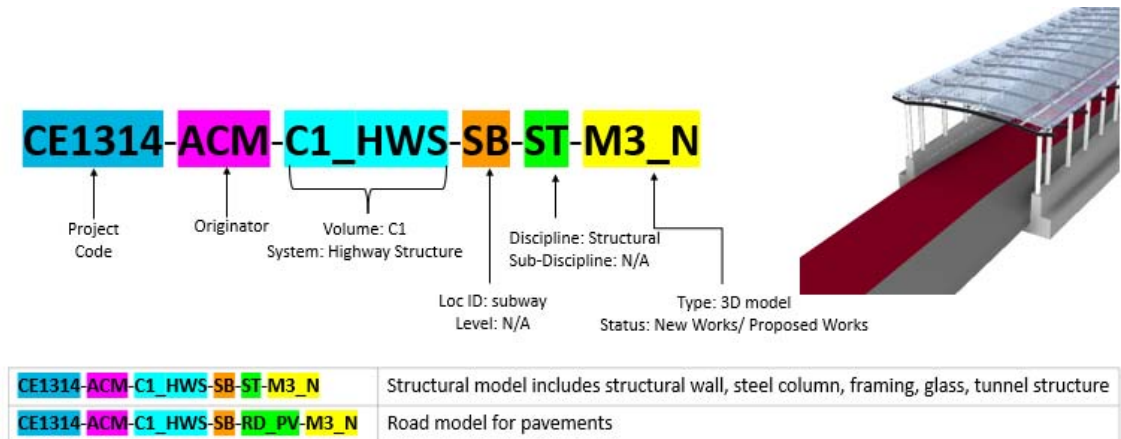 CE1314-ACM-C1_HWS-SB-ST-M3_N
Project
Code
Originator
Volume: C1
System: Highway Structure
Discipline: Structural
Sub-Discipline: N/A
Loc ID: subway
Level: N/A
Type: 3D model
Status: New Works/ Proposed Works
CE1314-ACM-C1_HWS-SB-ST-M3_N Structural model includes structural wall, steel column, framing, glass, tunnel structure
CE1314-ACM-C1_HWS-SB-RD_PV-M3_N Road model for pavements